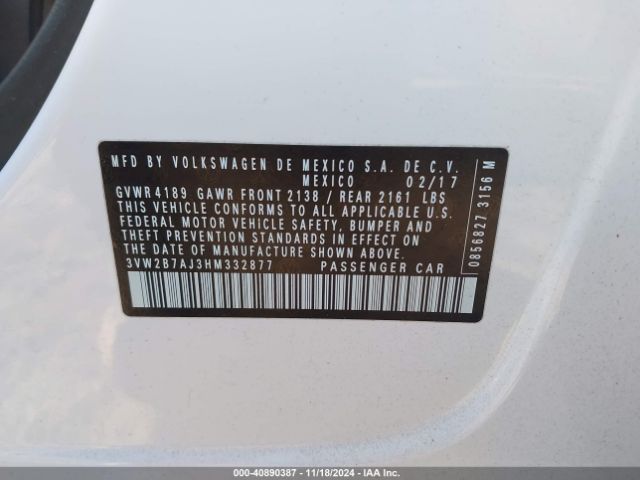 MFD BY VOLKSWAGEN DE MEXICO S.A. DE C.V.
MEXICO 02/17
GVWR 4189 GAWR FRONT 2138 / REAR 2161 LBS
THIS VEHICLE CONFORMS TO ALL APPLICABLE U.S.
FEDERAL MOTOR VEHICLE SAFETY, BUMPER AND
THEFT PREVENTION STANDARDS IN EFFECT ON
THE DATE OF MANUFACTURE SHOWN ABOVE.
3VW2B7AJ3HM332877 PASSENGER CAR
0856827 3156 M
000-40890387 - 11/18/2024 - IAA Inc.